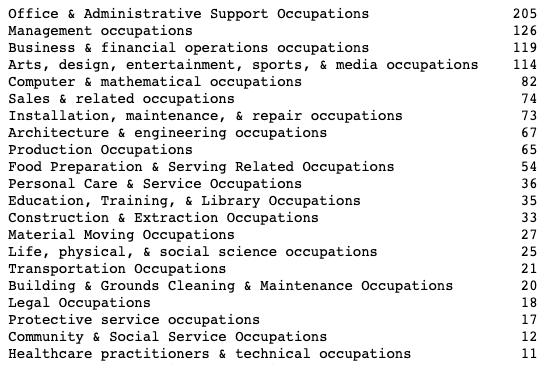 Office & Administrative Support Occupations 205
Management occupations 126
Business & financial operations occupations 119
Arts, design, entertainment, sports, & media occupations 114
Computer & mathematical occupations 82
Sales & related occupations 74
Installation, maintenance, & repair occupations 73
Architecture & engineering occupations 67
Production Occupations 65
Food Preparation & Serving Related Occupations 54
Personal Care & Service Occupations 36
Education, Training, & Library Occupations 35
Construction & Extraction Occupations 33
Material Moving Occupations 27
Life, physical, & social science occupations 25
Transportation Occupations 21
Building & Grounds Cleaning & Maintenance Occupations 20
Legal Occupations 18
Protective service occupations 17
Community & Social Service Occupations 12
Healthcare practitioners & technical occupations 11